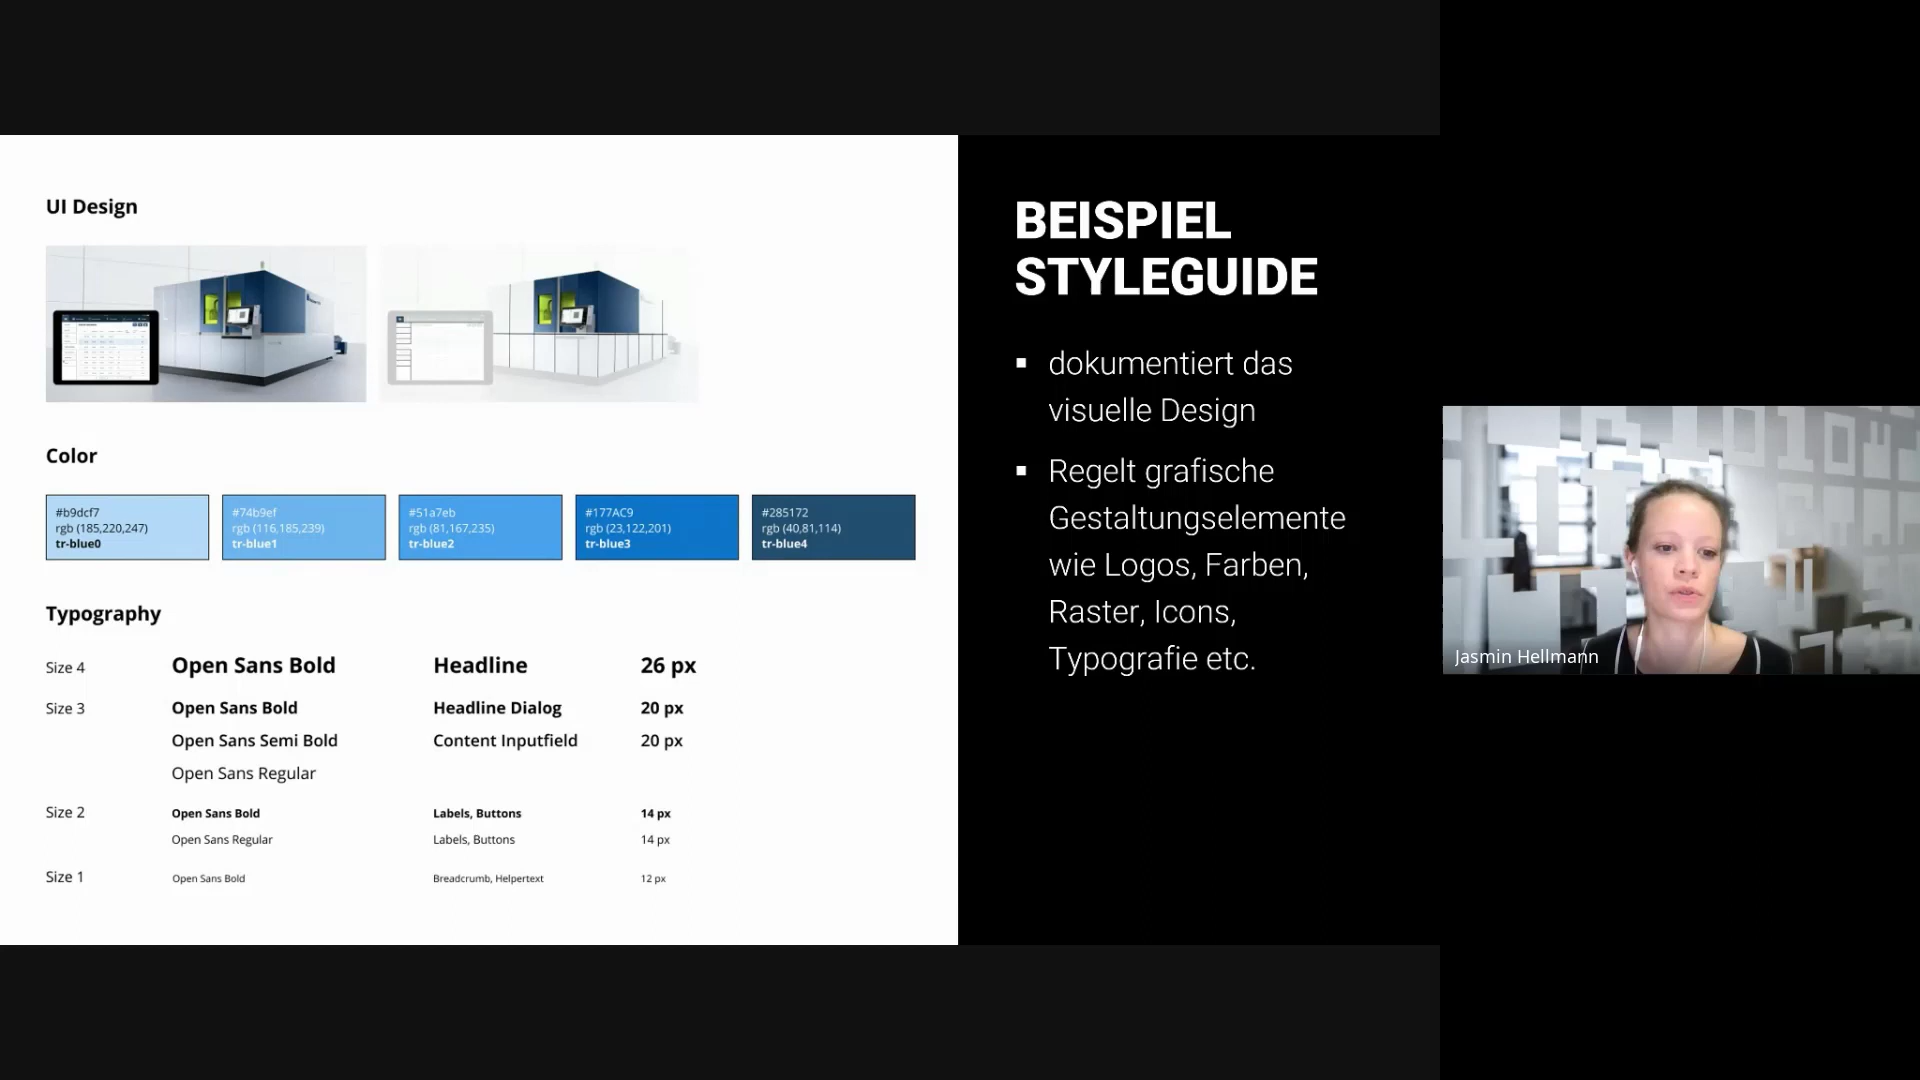 UI Design
Color
#b9dcf7
rgb (185,220,247)
tr-blue0
#74b9ef
rgb (116,185,239)
tr-blue1
#51a7eb
rgb (81,167,235)
tr-blue2
#177AC9
rgb (23,122,201)
tr-blue3
#285172
rgb (40,81,114)
tr-blue4
Typography
Size 4 Open Sans Bold Headline 26 px
Size 3 Open Sans Bold Headline Dialog 20 px
Open Sans Semi Bold Content Inputfield 20 px
Open Sans Regular
Size 2 Open Sans Bold Labels, Buttons 14 px
Open Sans Regular Labels, Buttons 14 px
Size 1 Open Sans Bold Breadcrumb, Helpertext 12 px
BEISPIEL
STYLEGUIDE
▪ dokumentiert das
visuelle Design
▪ Regelt grafische
Gestaltungselemente
wie Logos, Farben,
Raster, Icons,
Typografie etc.
Jasmin Hellmann